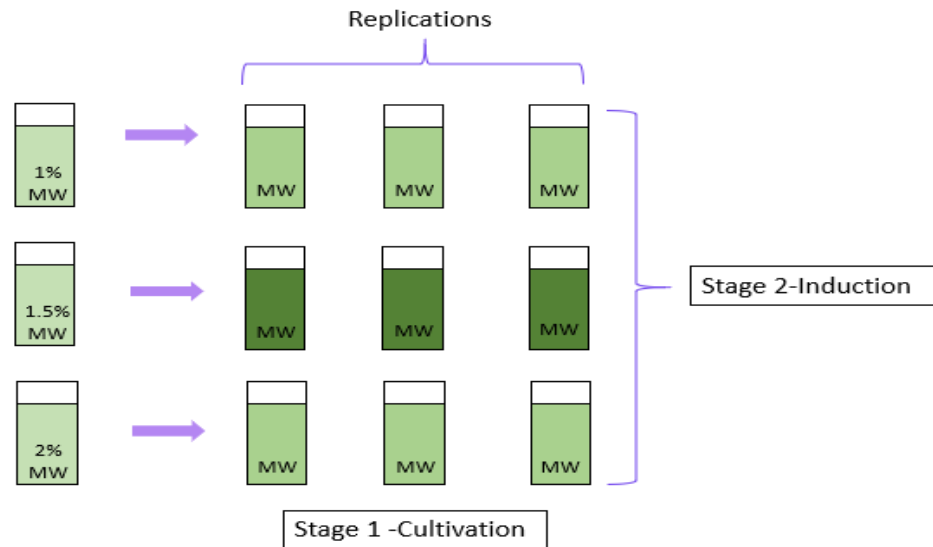 Replications
1%
MW
MW MW MW
1.5%
MW
MW MW MW
Stage 2-Induction
2%
MW
MW MW MW
Stage 1 -Cultivation